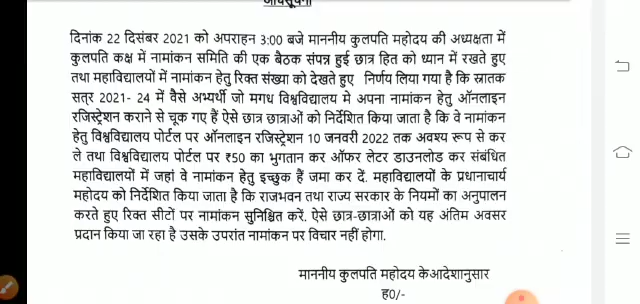 अधिसूचना
दिनांक 22 दिसंबर 2021 को अपराहन 3:00 बजे माननीय कुलपति महोदय की अध्यक्षता में
कुलपति कक्ष में नामांकन समिति की एक बैठक संपन्न हुई छात्र हित को ध्यान में रखते हुए
तथा महाविद्यालयों में नामांकन हेतु रिक्त संख्या को देखते हुए निर्णय लिया गया है कि स्नातक
सत्र 2021- 24 में वैसे अभ्यर्थी जो मगध विश्वविद्यालय मे अपना नामांकन हेतु ऑनलाइन
रजिस्ट्रेशन कराने से चूक गए हैं ऐसे छात्र छात्राओं को निर्देशित किया जाता है कि वे नामांकन
हेतु विश्वविद्यालय पोर्टल पर ऑनलाइन रजिस्ट्रेशन 10 जनवरी 2022 तक अवश्य रूप से कर
ले तथा विश्वविद्यालय पोर्टल पर ₹50 का भुगतान कर ऑफर लेटर डाउनलोड कर संबंधित
महाविद्यालयों में जहां वे नामांकन हेतु इच्छुक हैं जमा कर दें. महाविद्यालयों के प्रधानाचार्य
महोदय को निर्देशित किया जाता है कि राजभवन तथा राज्य सरकार के नियमों का अनुपालन
करते हुए रिक्त सीटों पर नामांकन सुनिश्चित करें. ऐसे छात्र-छात्राओं को यह अंतिम अवसर
प्रदान किया जा रहा है उसके उपरांत नामांकन पर विचार नहीं होगा.
माननीय कुलपति महोदय के आदेशानुसार
ह0/-